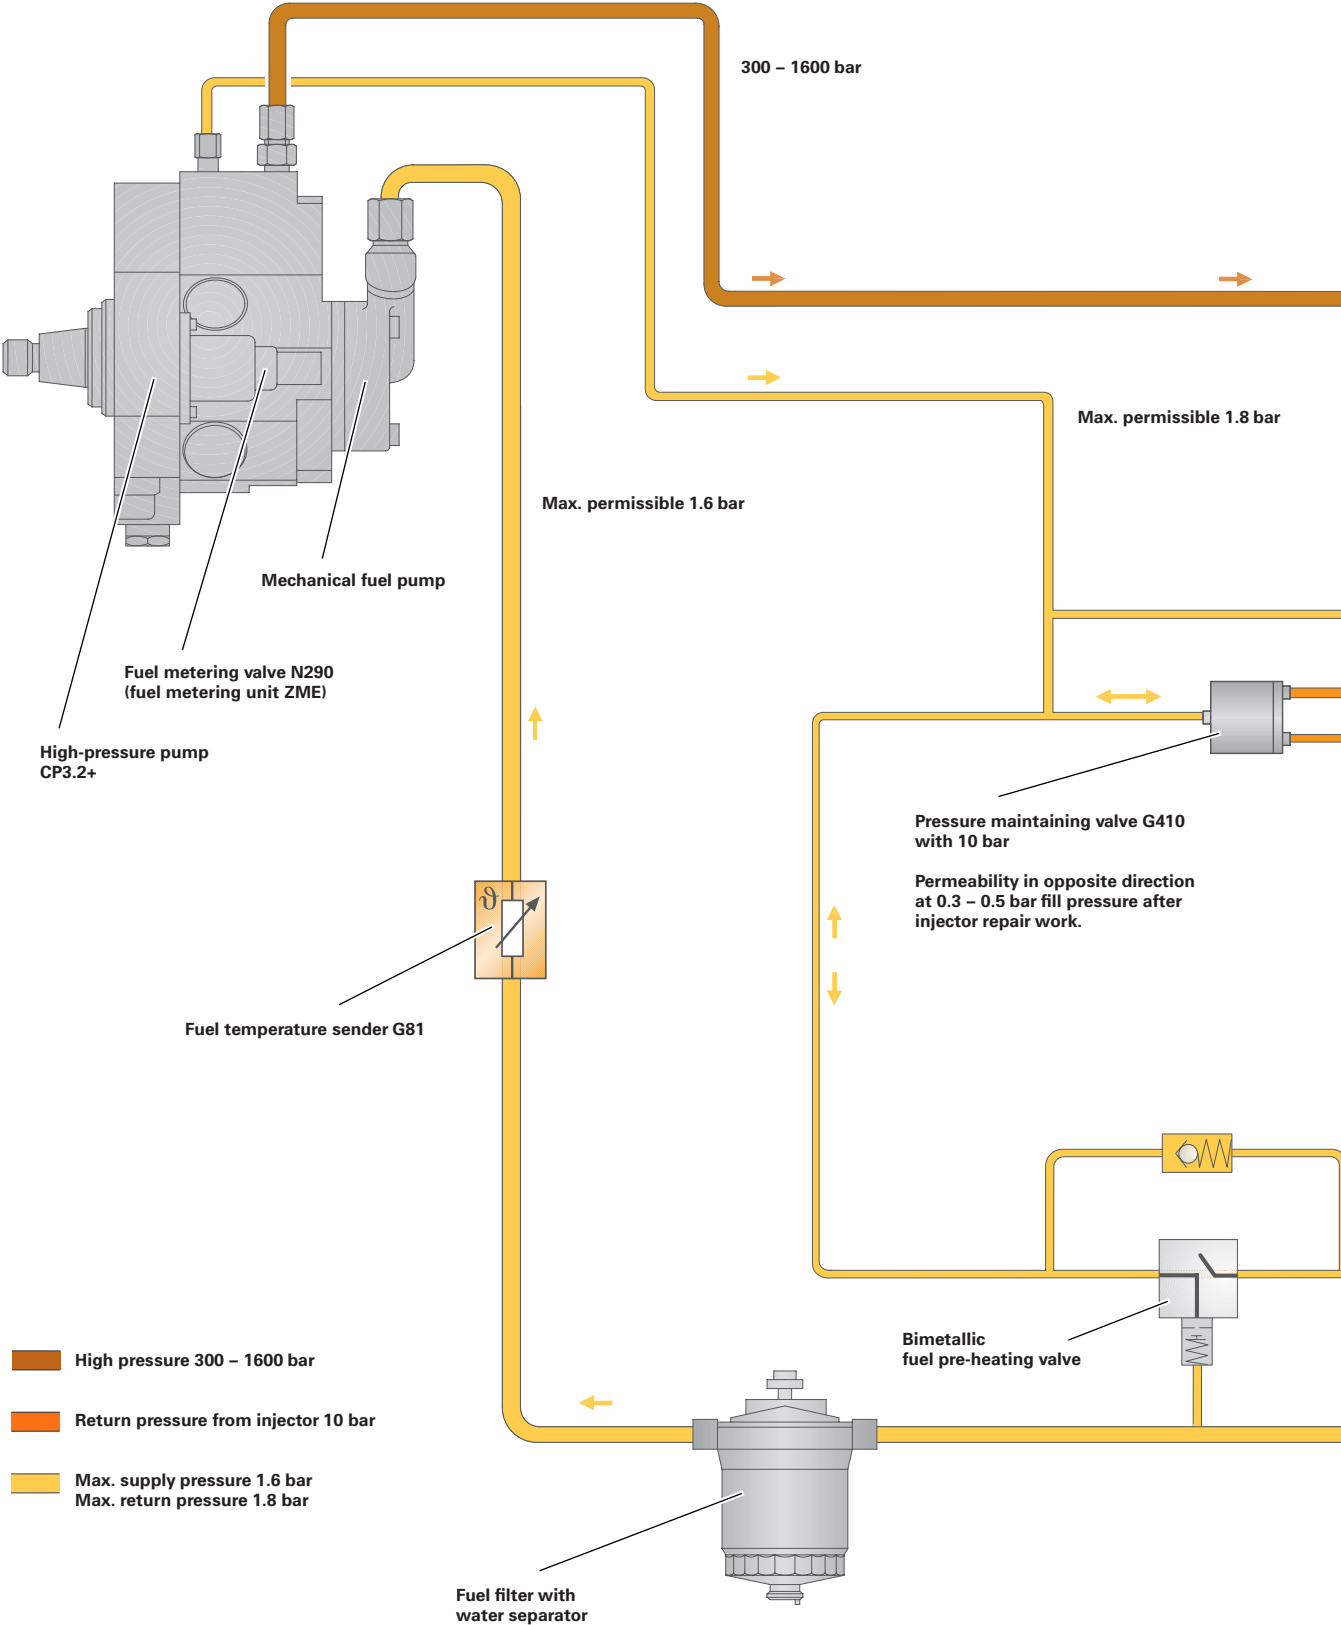 300 – 1600 bar
Max. permissible 1.8 bar
Max. permissible 1.6 bar
Mechanical fuel pump
Fuel metering valve N290
(fuel metering unit ZME)
High-pressure pump
CP3.2+
Pressure maintaining valve G410
with 10 bar
Permeability in opposite direction
at 0.3 – 0.5 bar fill pressure after
injector repair work.
ϑ
Fuel temperature sender G81
Bimetallic
fuel pre-heating valve
High pressure 300 – 1600 bar
Return pressure from injector 10 bar
Max. supply pressure 1.6 bar
Max. return pressure 1.8 bar
Fuel filter with
water separator